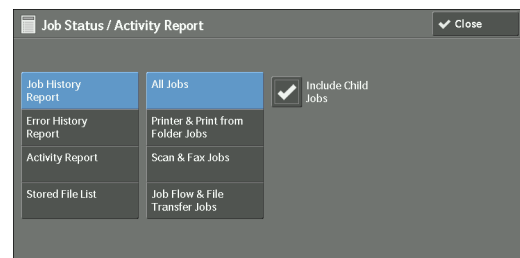 Job Status / Activity Report
Close
Job History
Report
Error History
Report
Activity Report
Stored File List
All Jobs
Printer & Print from
Folder Jobs
Scan & Fax Jobs
Job Flow & File
Transfer Jobs
Include Child
Jobs